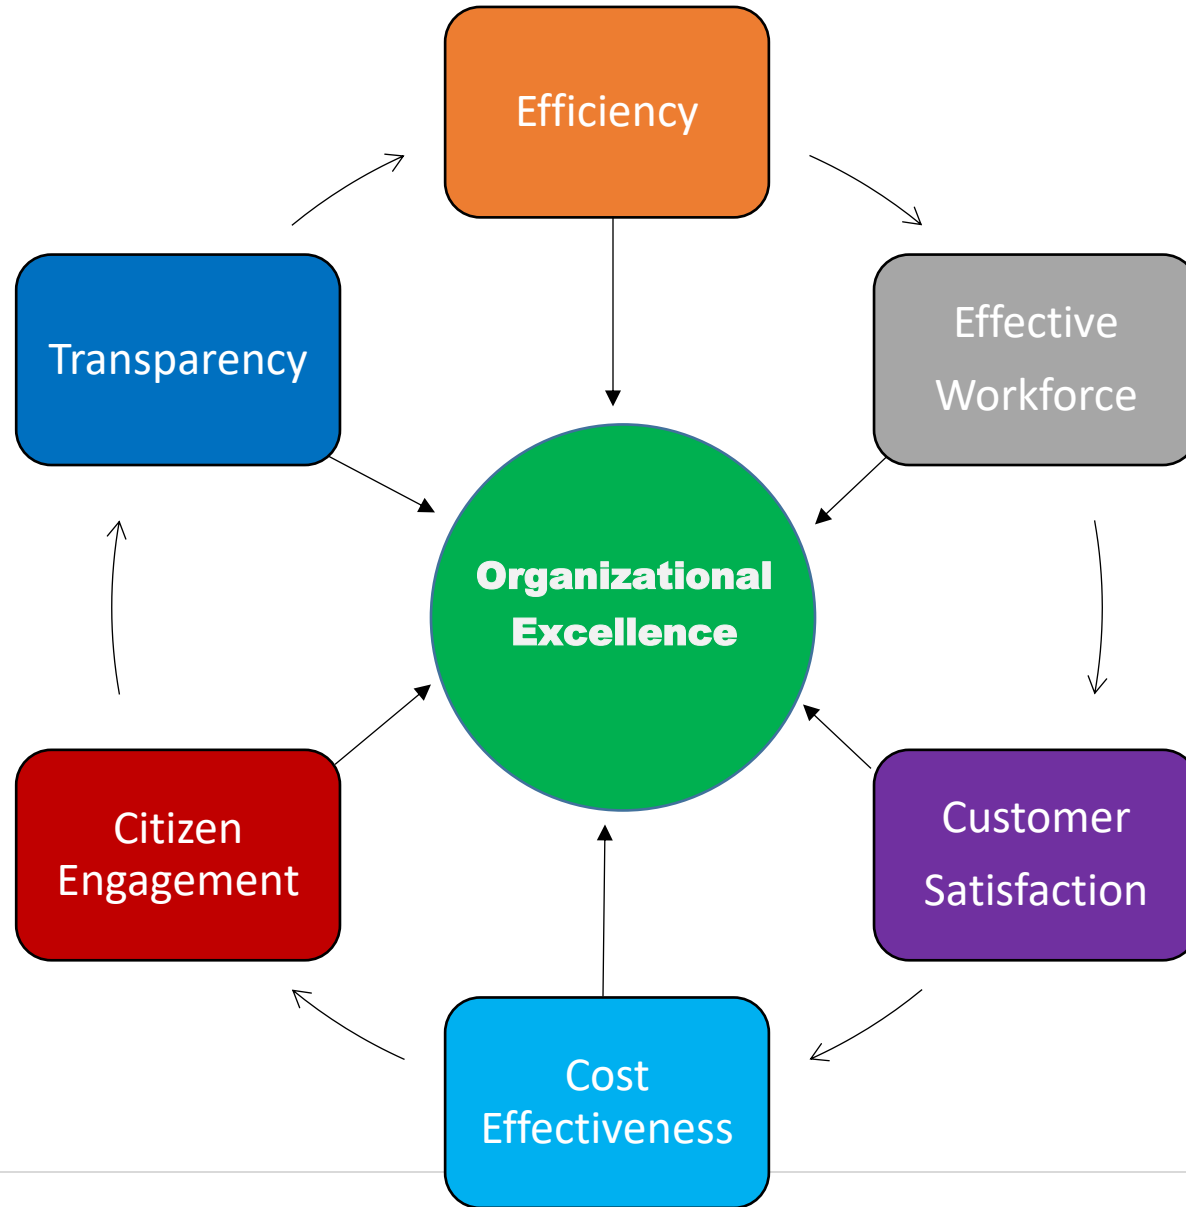 Efficiency
Effective
Workforce
Transparency
Organizational
Excellence
Customer
Satisfaction
Citizen
Engagement
Cost
Effectiveness